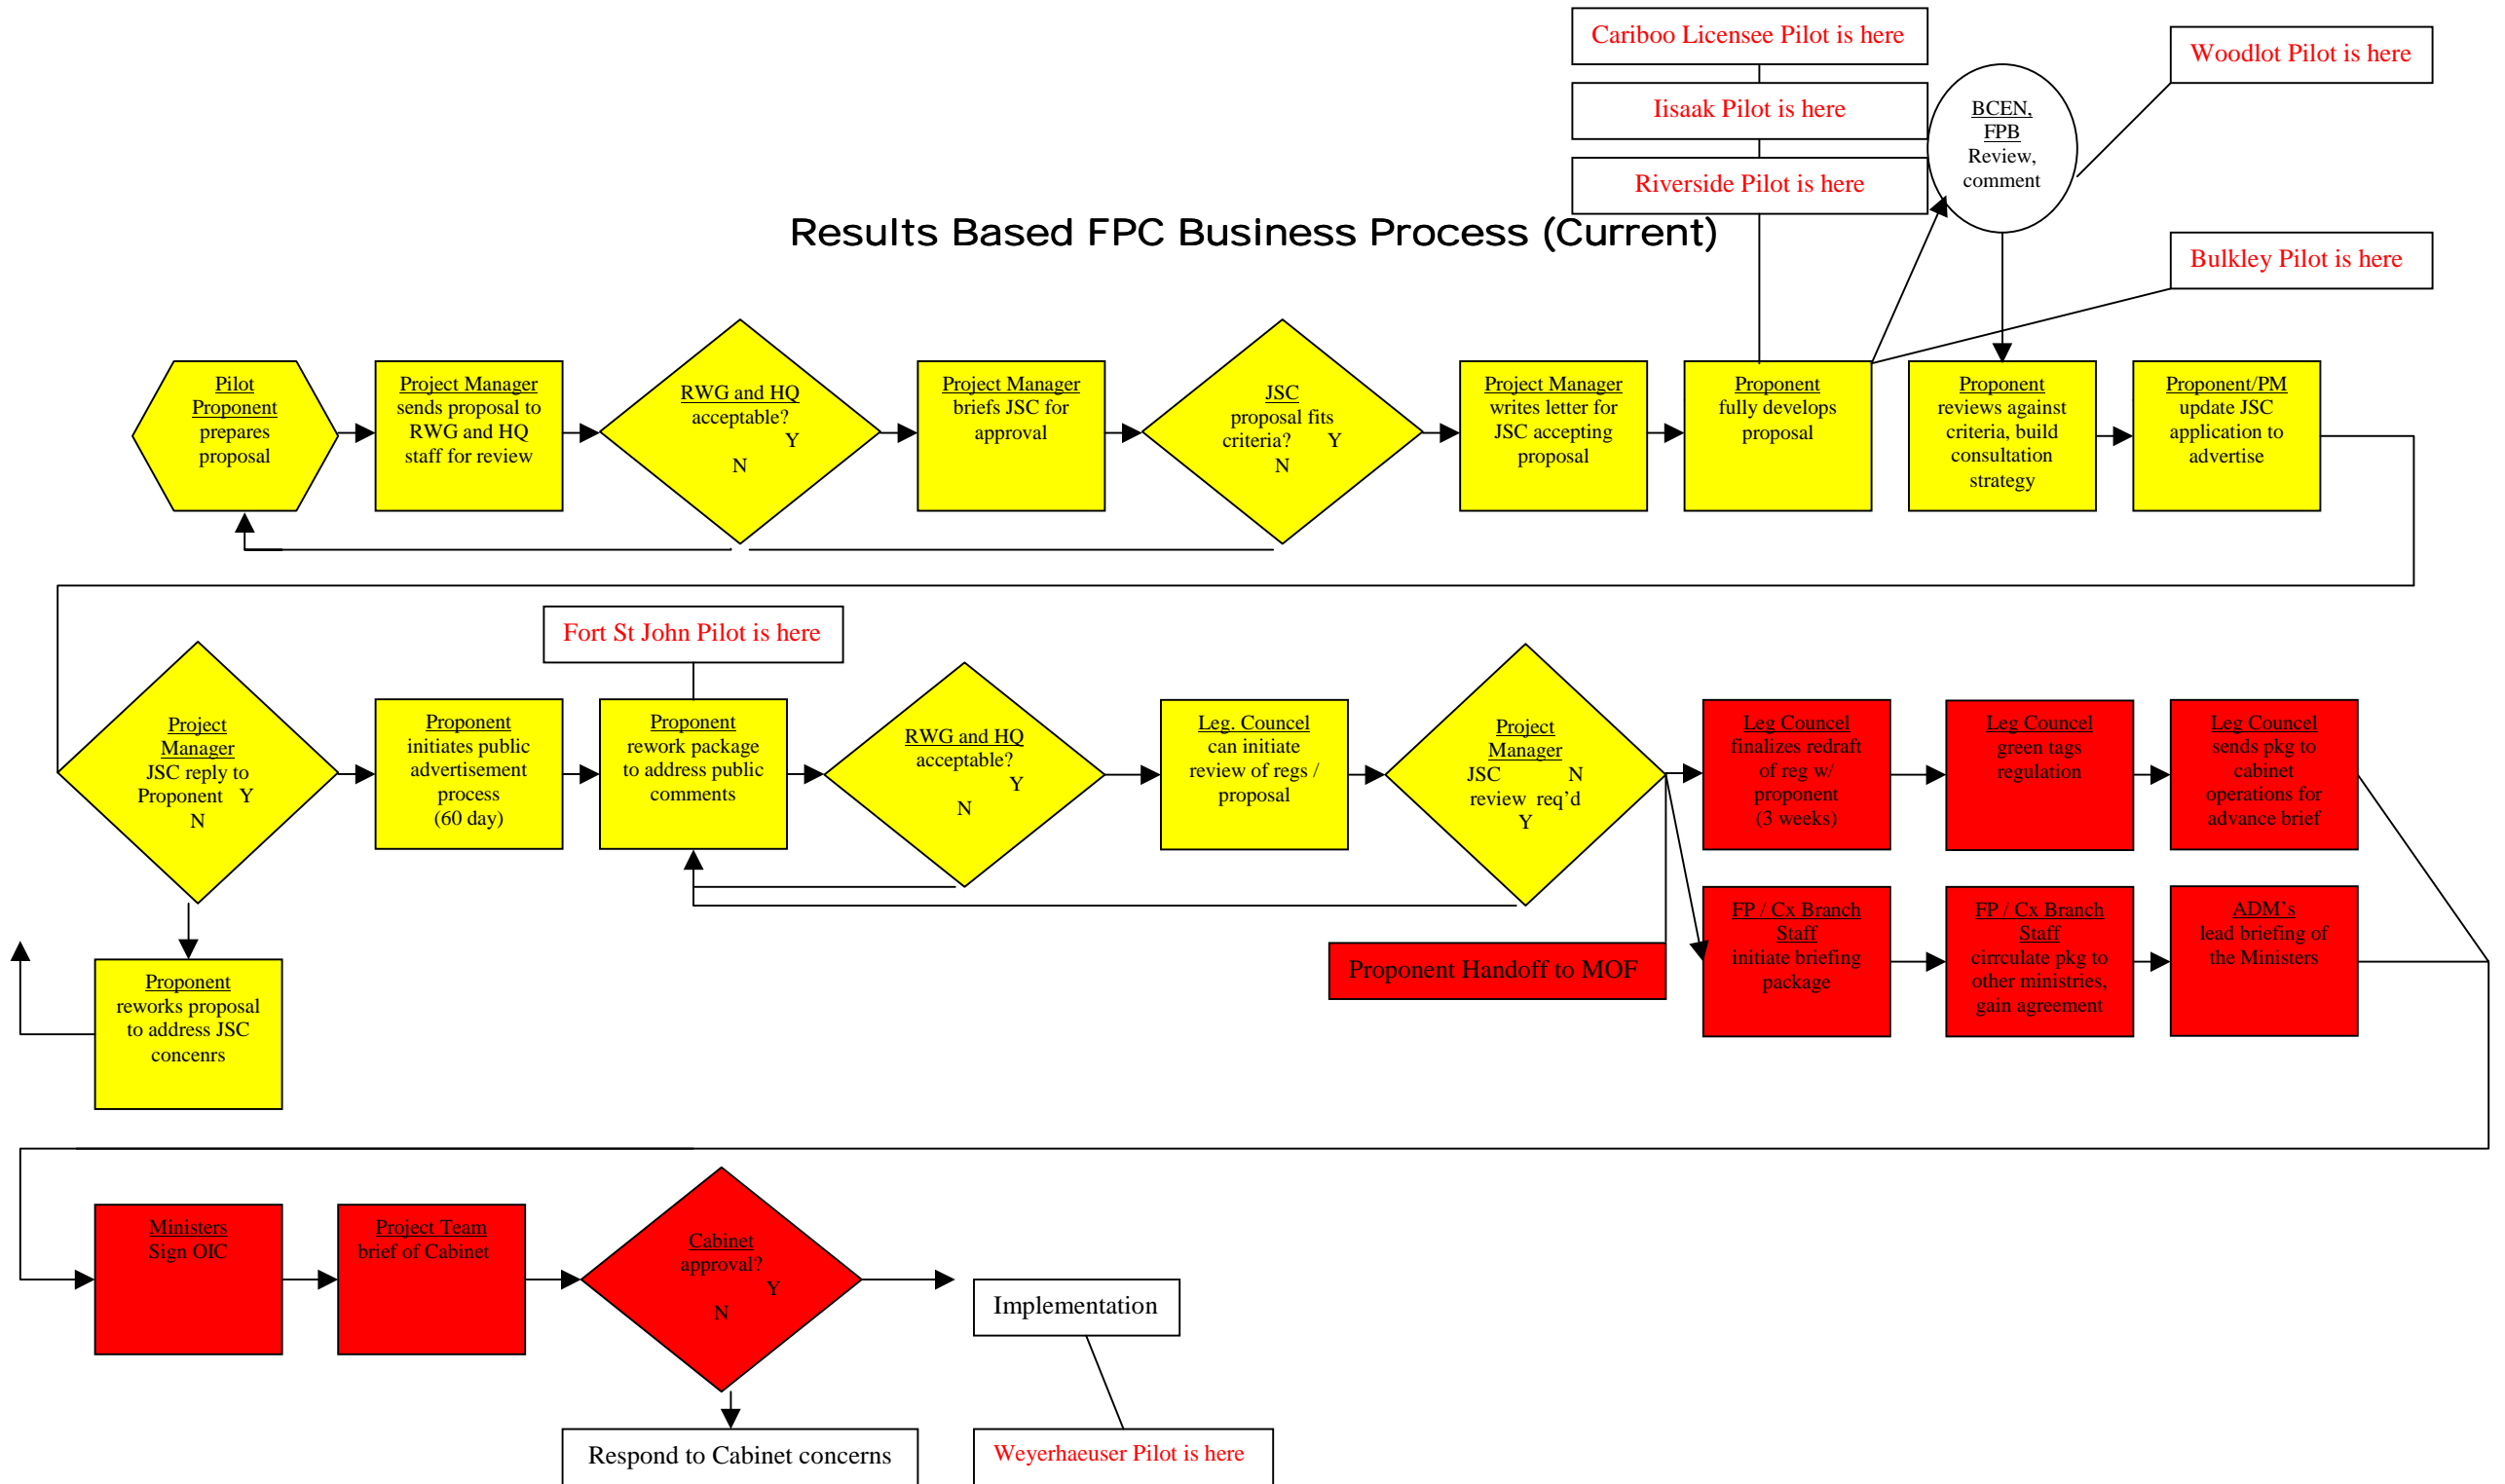 Cariboo Licensee Pilot is here
Iisaak Pilot is here
Riverside Pilot is here
BCEN,
FPB
Review,
comment
Woodlot Pilot is here
Results Based FPC Business Process (Current)
Bulkley Pilot is here
Pilot
Proponent
prepares
proposal
Project Manager
sends proposal to
RWG and HQ
staff for review
RWG and HQ
acceptable?
Y
N
Project Manager
briefs JSC for
approval
JSC
proposal fits
criteria? Y
N
Project Manager
writes letter for
JSC accepting
proposal
Proponent
fully develops
proposal
Proponent
reviews against
criteria, build
consultation
strategy
Proponent/PM
update JSC
application to
advertise
Fort St John Pilot is here
Project
Manager
JSC reply to
Proponent Y
N
Proponent
initiates public
advertisement
process
(60 day)
Proponent
rework package
to address public
comments
RWG and HQ
acceptable?
Y
N
Leg. Councel
can initiate
review of regs /
proposal
Project
Manager
JSC N
review req'd
Y
Leg Councel
finalizes redraft
of reg w/
proponent
(3 weeks)
Leg Councel
green tags
regulation
Leg Councel
sends pkg to
cabinet
operations for
advance brief
Proponent
reworks proposal
to address JSC
concenrs
Proponent Handoff to MOF
FP / Cx Branch
Staff
initiate briefing
package
FP / Cx Branch
Staff
cirrculate pkg to
other ministries,
gain agreement
ADM's
lead briefing of
the Ministers
Ministers
Sign OIC
Project Team
brief of Cabinet
Cabinet
approval?
Y
N
Implementation
Respond to Cabinet concerns
Weyerhaeuser Pilot is here